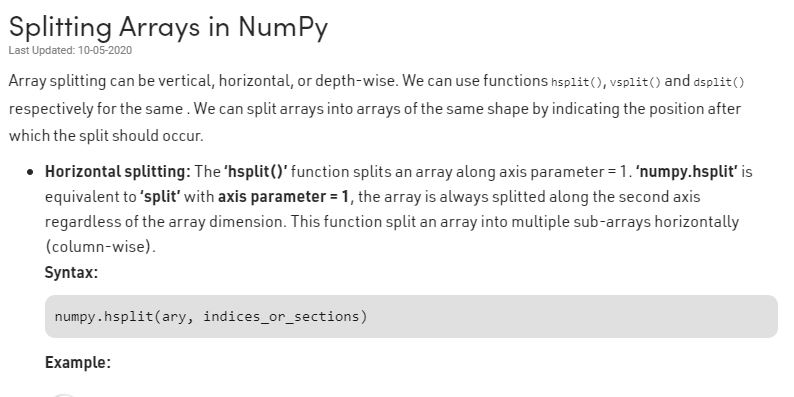 Splitting Arrays in NumPy
Last Updated: 10-05-2020
Array splitting can be vertical, horizontal, or depth-wise. We can use functions hsplit(), vsplit() and dsplit()
respectively for the same . We can split arrays into arrays of the same shape by indicating the position after
which the split should occur.
• Horizontal splitting: The ‘hsplit()’ function splits an array along axis parameter = 1. ‘numpy.hsplit’ is
equivalent to ‘split’ with axis parameter = 1, the array is always splitted along the second axis
regardless of the array dimension. This function split an array into multiple sub-arrays horizontally
(column-wise).
Syntax:
numpy.hsplit(ary, indices_or_sections)
Example: